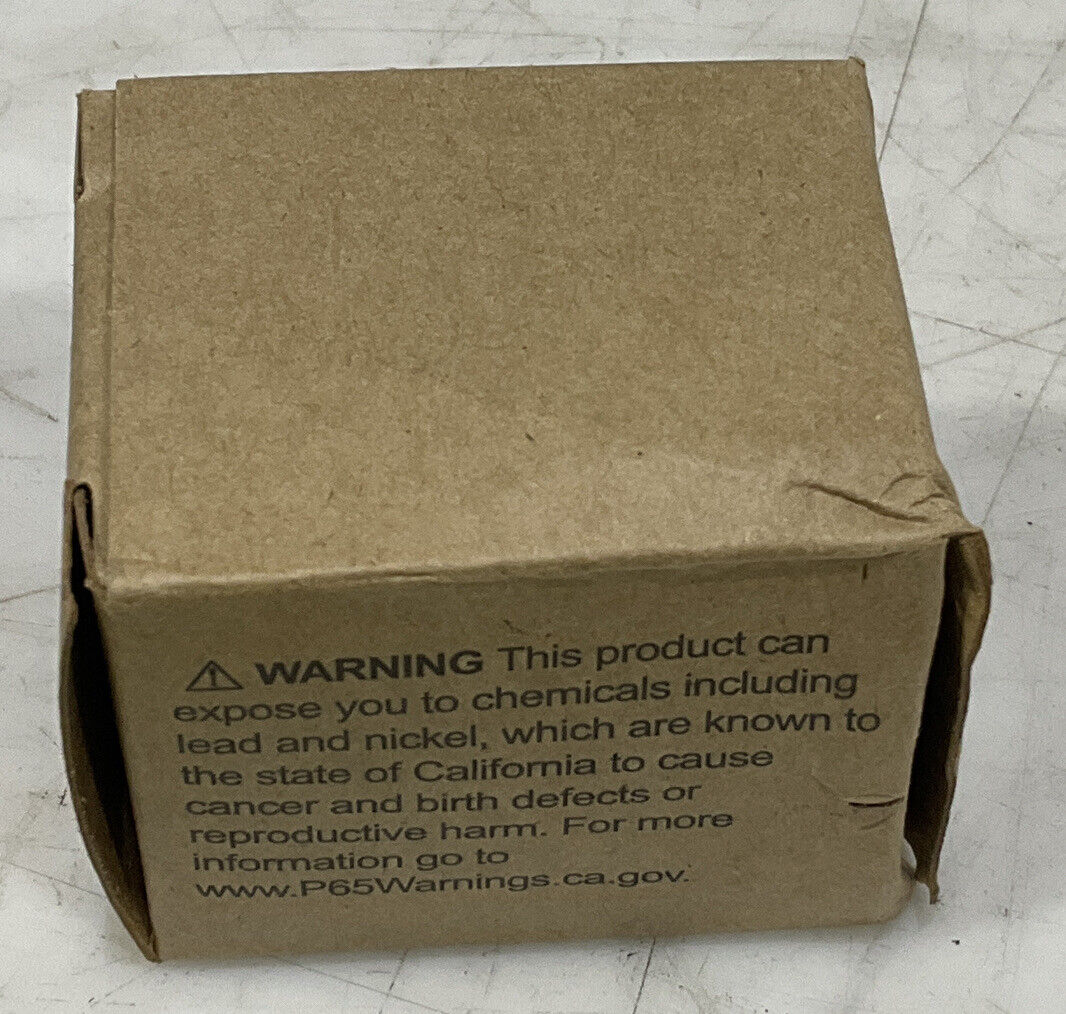 ⚠ WARNING This product can
expose you to chemicals including
lead and nickel, which are known to
the state of California to cause
cancer and birth defects or
reproductive harm. For more
information go to
www.P65Warnings.ca.gov.